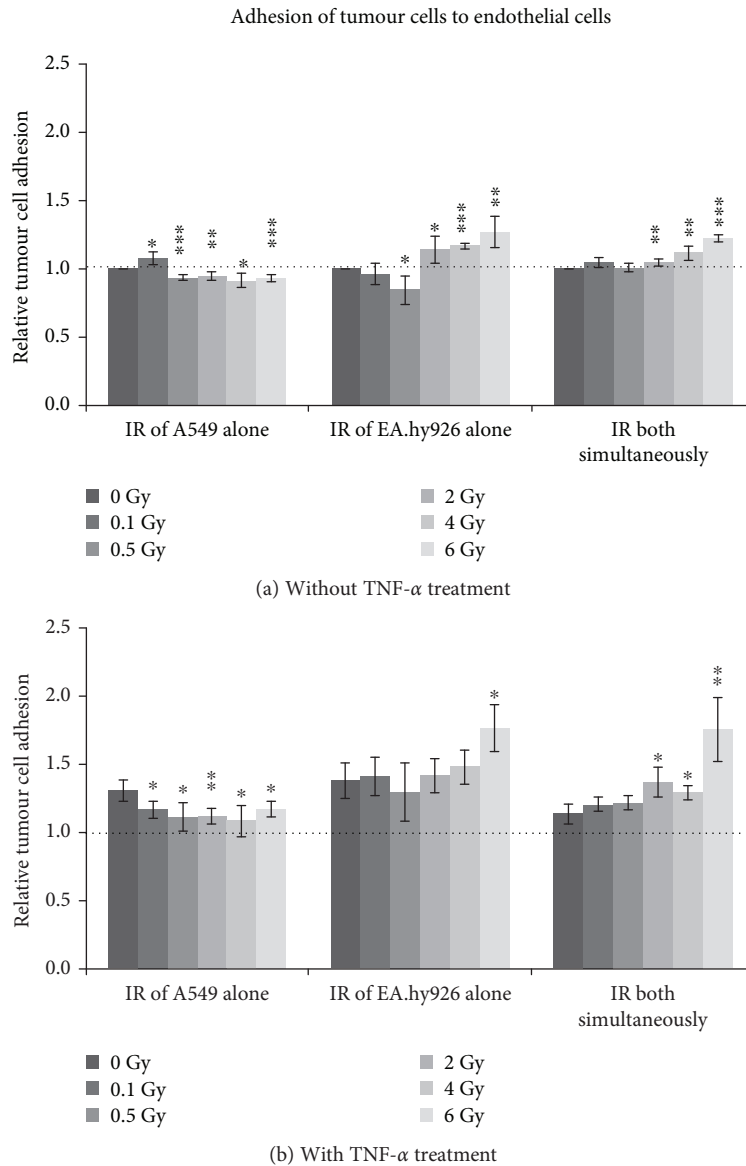 Adhesion of tumour cells to endothelial cells
Relative tumour cell adhesion
2.5
2.0
1.5
1.0
0.5
0.0
*
***
**
*
***
*
*
***
**
**
**
***
IR of A549 alone
IR of EA.hy926 alone
IR both
simultaneously
0 Gy
0.1 Gy
0.5 Gy
2 Gy
4 Gy
6 Gy
(a) Without TNF-α treatment
Relative tumour cell adhesion
2.5
2.0
1.5
1.0
0.5
0.0
*
*
**
*
*
*
*
*
**
IR of A549 alone
IR of EA.hy926 alone
IR both
simultaneously
0 Gy
0.1 Gy
0.5 Gy
2 Gy
4 Gy
6 Gy
(b) With TNF-α treatment